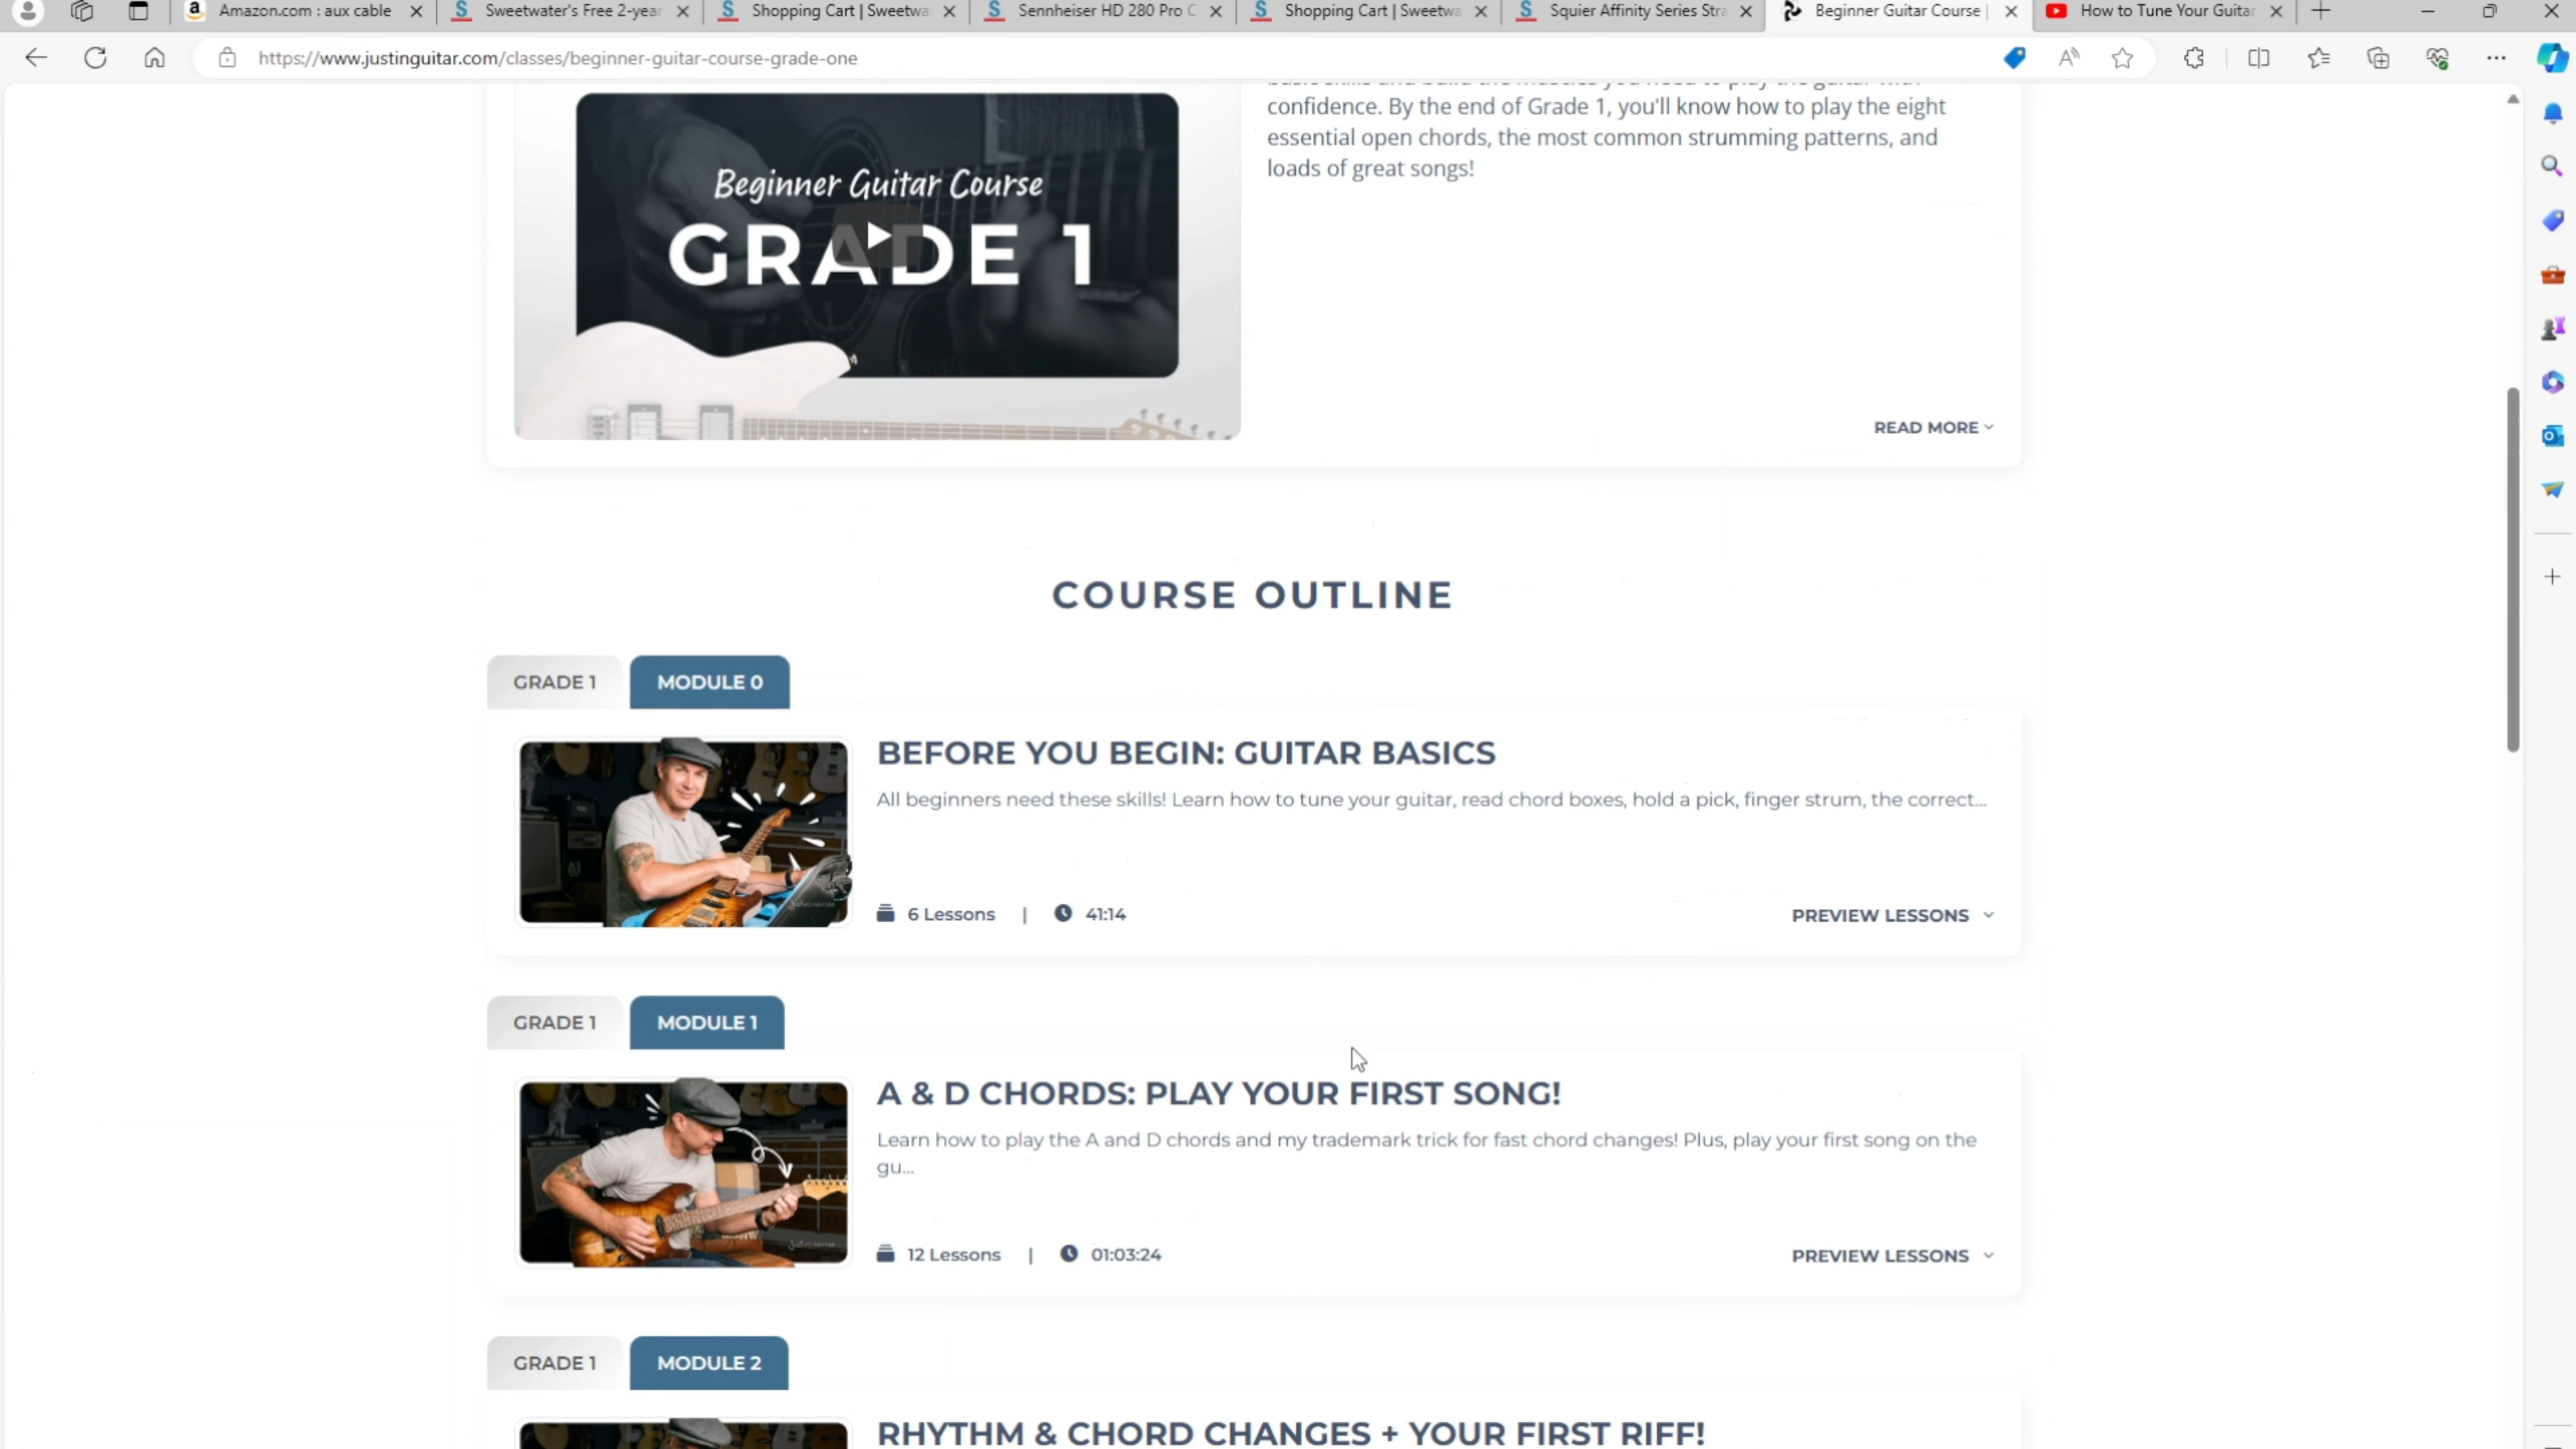 Amazon.com : aux cable
Sweetwater's Free 2-year
Shopping Cart | Sweetwa
Sennheiser HD 280 Pro C
Shopping Cart | Sweetwa
Squier Affinity Series Stra
Beginner Guitar Course |
How to Tune Your Guitar
https://www.justinguitar.com/classes/beginner-guitar-course-grade-one
confidence. By the end of Grade 1, you'll know how to play the eight
essential open chords, the most common strumming patterns, and
loads of great songs!
Beginner Guitar Course
GRADE 1
READ MORE
COURSE OUTLINE
GRADE 1 MODULE 0
BEFORE YOU BEGIN: GUITAR BASICS
All beginners need these skills! Learn how to tune your guitar, read chord boxes, hold a pick, finger strum, the correct...
6 Lessons | 41:14
PREVIEW LESSONS
GRADE 1 MODULE 1
A & D CHORDS: PLAY YOUR FIRST SONG!
Learn how to play the A and D chords and my trademark trick for fast chord changes! Plus, play your first song on the
gu...
12 Lessons | 01:03:24
PREVIEW LESSONS
GRADE 1 MODULE 2
RHYTHM & CHORD CHANGES + YOUR FIRST RIFF!